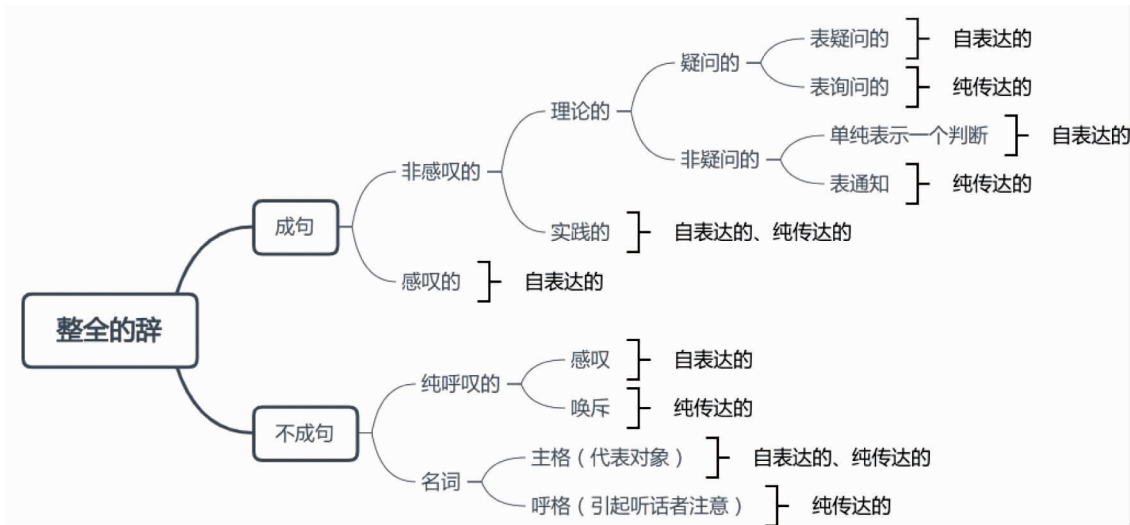 表疑问的
自表达的
疑问的
表询问的
纯传达的
理论的
单纯表示一个判断
自表达的
非疑问的
非感叹的
表通知
纯传达的
成句
实践的
自表达的、纯传达的
感叹的
自表达的
整全的辞
感叹
自表达的
纯呼叹的
唤斥
纯传达的
不成句
主格（代表对象）
自表达的、纯传达的
名词
呼格（引起听话者注意）
纯传达的